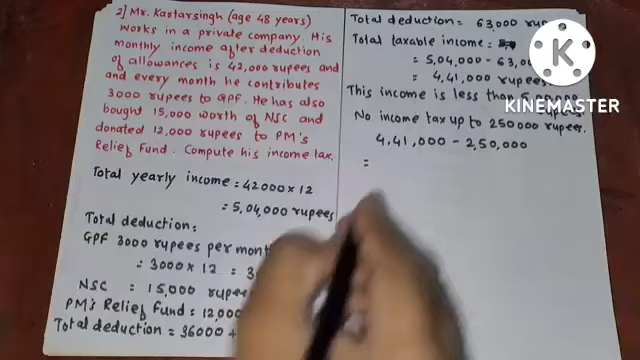 2] Mr. Kartarsingh (age 48 years)
works in a private company. His
monthly income after deduction
of allowances is 42,000 rupees and
and every month he contributes
3000 rupees to GPF. He has also
bought 15,000 worth of NSC and
donated 12,000 rupees to PM's
Relief Fund. Compute his income tax.
Total yearly income = 42000 × 12
= 5,04,000 rupees
Total deduction:
GPF 3000 rupees per month
= 3000 × 12 =
NSC = 15,000
PM's Relief Fund = 12,000
Total deduction = 36000 +
Total deduction = 63,000
Total taxable income =
= 5,04,000 -
= 4,41,000 rupees
This income is less than
No income tax up to 250000 rupees.
4,41,000 - 2,50,000
=
K
KINEMASTER